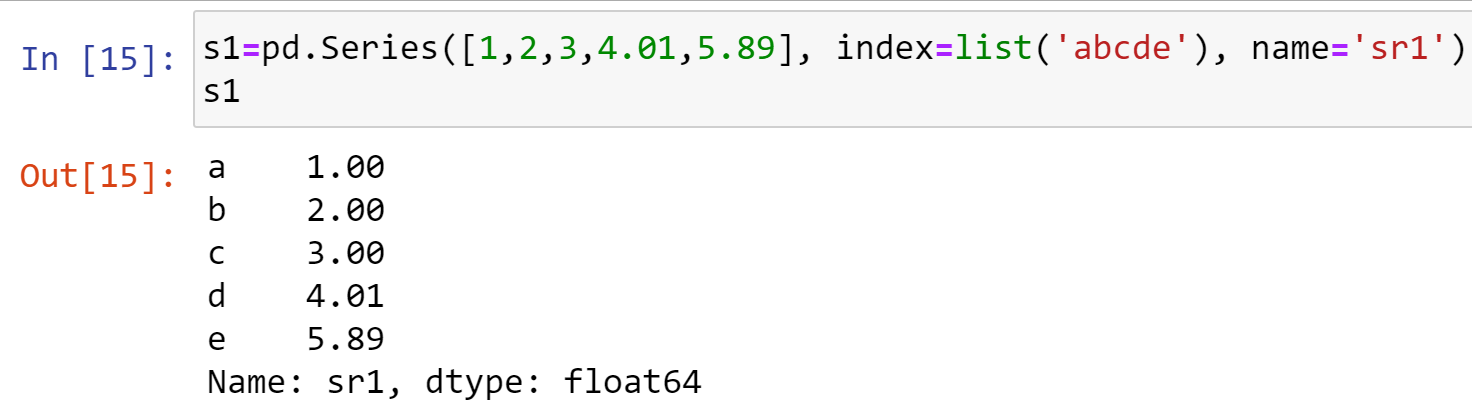 In [15]: s1=pd.Series([1,2,3,4.01,5.89], index=list('abcde'), name='sr1')
s1
Out[15]: a    1.00
b    2.00
c    3.00
d    4.01
e    5.89
Name: sr1, dtype: float64